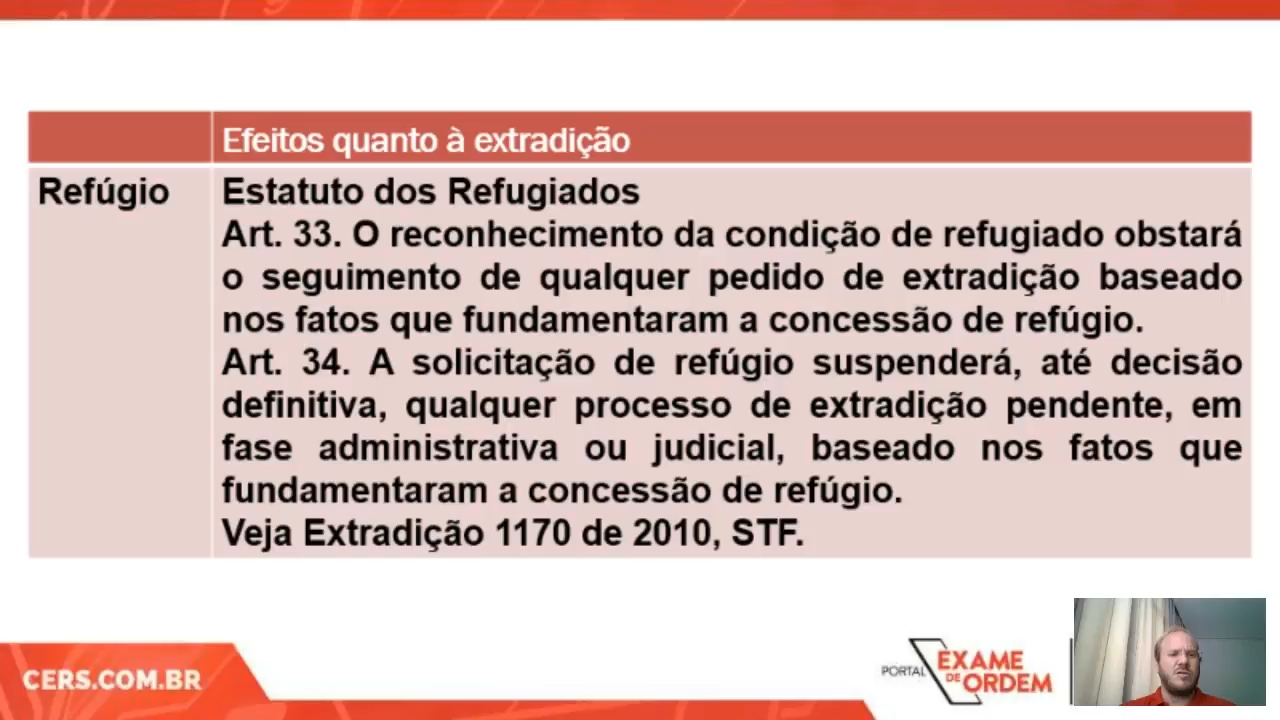 Efeitos quanto à extradição
Refúgio
Estatuto dos Refugiados
Art. 33. O reconhecimento da condição de refugiado obstará
o seguimento de qualquer pedido de extradição baseado
nos fatos que fundamentaram a concessão de refúgio.
Art. 34. A solicitação de refúgio suspenderá, até decisão
definitiva, qualquer processo de extradição pendente, em
fase administrativa ou judicial, baseado nos fatos que
fundamentaram a concessão de refúgio.
Veja Extradição 1170 de 2010, STF.
CERS.COM.BR
PORTAL EXAME
DE ORDEM